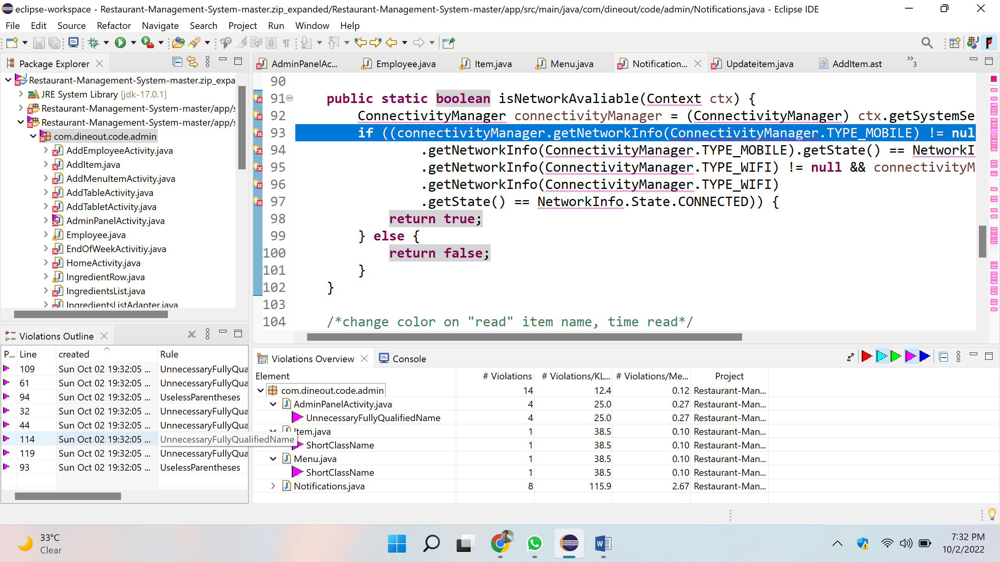 eclipse-workspace - Restaurant-Management-System-master.zip_expanded/Restaurant-Management-System-master/app/src/main/java/com/dineout/code/admin/Notifications.java - Eclipse IDE
File Edit Source Refactor Navigate Search Project Run Window Help
Package Explorer
Restaurant-Management-System-master.zip_expa
JRE System Library [jdk-17.0.1]
Restaurant-Management-System-master/app/s
Restaurant-Management-System-master/app/s
com.dineout.code.admin
AddEmployeeActivity.java
AddItem.java
AddMenuItemActivity.java
AddTableActivity.java
AddTabletActivity.java
AdminPanelActivity.java
Employee.java
EndOfWeekActivitiy.java
HomeActivity.java
IngredientRow.java
IngredientsList.java
IngredientsListAdapter.java
AdminPanelAc... Employee.java Item.java Menu.java Notification... Updateitem.java AddItem.ast »3
90
91 public static boolean isNetworkAvaliable(Context ctx) {
92 ConnectivityManager connectivityManager = (ConnectivityManager) ctx.getSystemSe
93 if ((connectivityManager.getNetworkInfo(ConnectivityManager.TYPE_MOBILE) != nul
94 .getNetworkInfo(ConnectivityManager.TYPE_MOBILE).getState() == NetworkI
95 .getNetworkInfo(ConnectivityManager.TYPE_WIFI) != null && connectivityM
96 .getNetworkInfo(ConnectivityManager.TYPE_WIFI)
97 .getState() == NetworkInfo.State.CONNECTED)) {
98 return true;
99 } else {
100 return false;
101 }
102 }
103
104 /*change color on "read" item name, time read*/
Violations Outline
P... Line created Rule
109 Sun Oct 02 19:32:05 ... UnnecessaryFullyQua
61 Sun Oct 02 19:32:05 ... UnnecessaryFullyQua
94 Sun Oct 02 19:32:05 ... UselessParentheses
32 Sun Oct 02 19:32:05 ... UnnecessaryFullyQua
44 Sun Oct 02 19:32:05 ... UnnecessaryFullyQua
114 Sun Oct 02 19:32:05 ... UnnecessaryFullyQualifiedName
119 Sun Oct 02 19:32:05 ... UnnecessaryFullyQua
93 Sun Oct 02 19:32:05 ... UselessParentheses
Violations Overview Console
Element # Violations # Violations/KL... # Violations/Me... Project
com.dineout.code.admin 14 12.4 0.12 Restaurant-Man...
AdminPanelActivity.java 4 25.0 0.27 Restaurant-Man...
UnnecessaryFullyQualifiedName 4 25.0 0.27 Restaurant-Man...
Item.java 1 38.5 0.10 Restaurant-Man...
ShortClassName 1 38.5 0.10 Restaurant-Man...
Menu.java 1 38.5 0.10 Restaurant-Man...
ShortClassName 1 38.5 0.10 Restaurant-Man...
Notifications.java 8 115.9 2.67 Restaurant-Man...
33°C
Clear
7:32 PM
10/2/2022